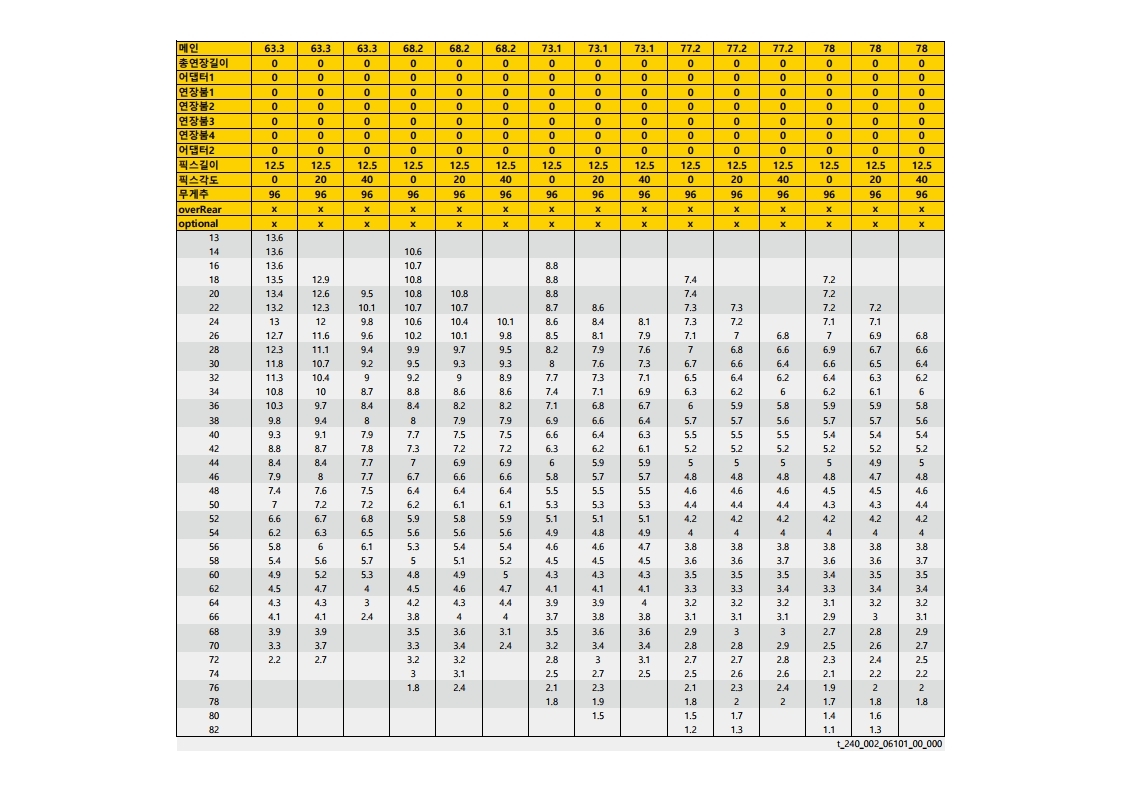 메인 63.3 63.3 63.3 68.2 68.2 68.2 73.1 73.1 73.1 77.2 77.2 77.2 78 78 78
총연장길이 0 0 0 0 0 0 0 0 0 0 0 0 0 0 0
어댑터1 0 0 0 0 0 0 0 0 0 0 0 0 0 0 0
연장붐1 0 0 0 0 0 0 0 0 0 0 0 0 0 0 0
연장붐2 0 0 0 0 0 0 0 0 0 0 0 0 0 0 0
연장붐3 0 0 0 0 0 0 0 0 0 0 0 0 0 0 0
연장붐4 0 0 0 0 0 0 0 0 0 0 0 0 0 0 0
어댑터2 0 0 0 0 0 0 0 0 0 0 0 0 0 0 0
픽스길이 12.5 12.5 12.5 12.5 12.5 12.5 12.5 12.5 12.5 12.5 12.5 12.5 12.5 12.5 12.5
픽스각도 0 20 40 0 20 40 0 20 40 0 20 40 0 20 40
무게추 96 96 96 96 96 96 96 96 96 96 96 96 96 96 96
overRear x x x x x x x x x x x x x x x
optional x x x x x x x x x x x x x x x
13 13.6
14 13.6 10.6
16 13.6 10.7 8.8
18 13.5 12.9 10.8 8.8 7.4 7.2
20 13.4 12.6 9.5 10.8 10.8 8.8 7.4 7.2
22 13.2 12.3 10.1 10.7 10.7 8.7 8.6 7.3 7.3 7.2 7.2
24 13 12 9.8 10.6 10.4 10.1 8.6 8.4 8.1 7.3 7.2 7.1 7.1
26 12.7 11.6 9.6 10.2 10.1 9.8 8.5 8.1 7.9 7.1 7 6.8 7 6.9 6.8
28 12.3 11.1 9.4 9.9 9.7 9.5 8.2 7.9 7.6 7 6.8 6.6 6.9 6.7 6.6
30 11.8 10.7 9.2 9.5 9.3 9.3 8 7.6 7.3 6.7 6.6 6.4 6.6 6.5 6.4
32 11.3 10.4 9 9.2 9 8.9 7.7 7.3 7.1 6.5 6.4 6.2 6.4 6.3 6.2
34 10.8 10 8.7 8.8 8.6 8.6 7.4 7.1 6.9 6.3 6.2 6 6.2 6.1 6
36 10.3 9.7 8.4 8.4 8.2 8.2 7.1 6.8 6.7 6 5.9 5.8 5.9 5.9 5.8
38 9.8 9.4 8 8 7.9 7.9 6.9 6.6 6.4 5.7 5.7 5.6 5.7 5.7 5.6
40 9.3 9.1 7.9 7.7 7.5 7.5 6.6 6.4 6.3 5.5 5.5 5.5 5.4 5.4 5.4
42 8.8 8.7 7.8 7.3 7.2 7.2 6.3 6.2 6.1 5.2 5.2 5.2 5.2 5.2 5.2
44 8.4 8.4 7.7 7 6.9 6.9 6 5.9 5.9 5 5 5 5 4.9 5
46 7.9 8 7.7 6.7 6.6 6.6 5.8 5.7 5.7 4.8 4.8 4.8 4.8 4.7 4.8
48 7.4 7.6 7.5 6.4 6.4 6.4 5.5 5.5 5.5 4.6 4.6 4.6 4.5 4.5 4.6
50 7 7.2 7.2 6.2 6.1 6.1 5.3 5.3 5.3 4.4 4.4 4.4 4.3 4.3 4.4
52 6.6 6.7 6.8 5.9 5.8 5.9 5.1 5.1 5.1 4.2 4.2 4.2 4.2 4.2 4.2
54 6.2 6.3 6.5 5.6 5.6 5.6 4.9 4.8 4.9 4 4 4 4 4 4
56 5.8 6 6.1 5.3 5.4 5.4 4.6 4.6 4.7 3.8 3.8 3.8 3.8 3.8 3.8
58 5.4 5.6 5.7 5 5.1 5.2 4.5 4.5 4.5 3.6 3.6 3.7 3.6 3.6 3.7
60 4.9 5.2 5.3 4.8 4.9 5 4.3 4.3 4.3 3.5 3.5 3.5 3.4 3.5 3.5
62 4.5 4.7 4 4.5 4.6 4.7 4.1 4.1 4.1 3.3 3.3 3.4 3.3 3.4 3.4
64 4.3 4.3 3 4.2 4.3 4.4 3.9 3.9 4 3.2 3.2 3.2 3.1 3.2 3.2
66 4.1 4.1 2.4 3.8 4 4 3.7 3.8 3.8 3.1 3.1 3.1 2.9 3 3.1
68 3.9 3.9 3.5 3.6 3.1 3.5 3.6 3.6 2.9 3 3 2.7 2.8 2.9
70 3.3 3.7 3.3 3.4 2.4 3.2 3.4 3.4 2.8 2.8 2.9 2.5 2.6 2.7
72 2.2 2.7 3.2 3.2 2.8 3 3.1 2.7 2.7 2.8 2.3 2.4 2.5
74 3 3.1 2.5 2.7 2.5 2.5 2.6 2.6 2.1 2.2 2.2
76 1.8 2.4 2.1 2.3 2.1 2.3 2.4 1.9 2 2
78 1.8 1.9 1.8 2 2 1.7 1.8 1.8
80 1.5 1.5 1.7 1.4 1.6
82 1.2 1.3 1.1 1.3
t_240_002_06101_00_000